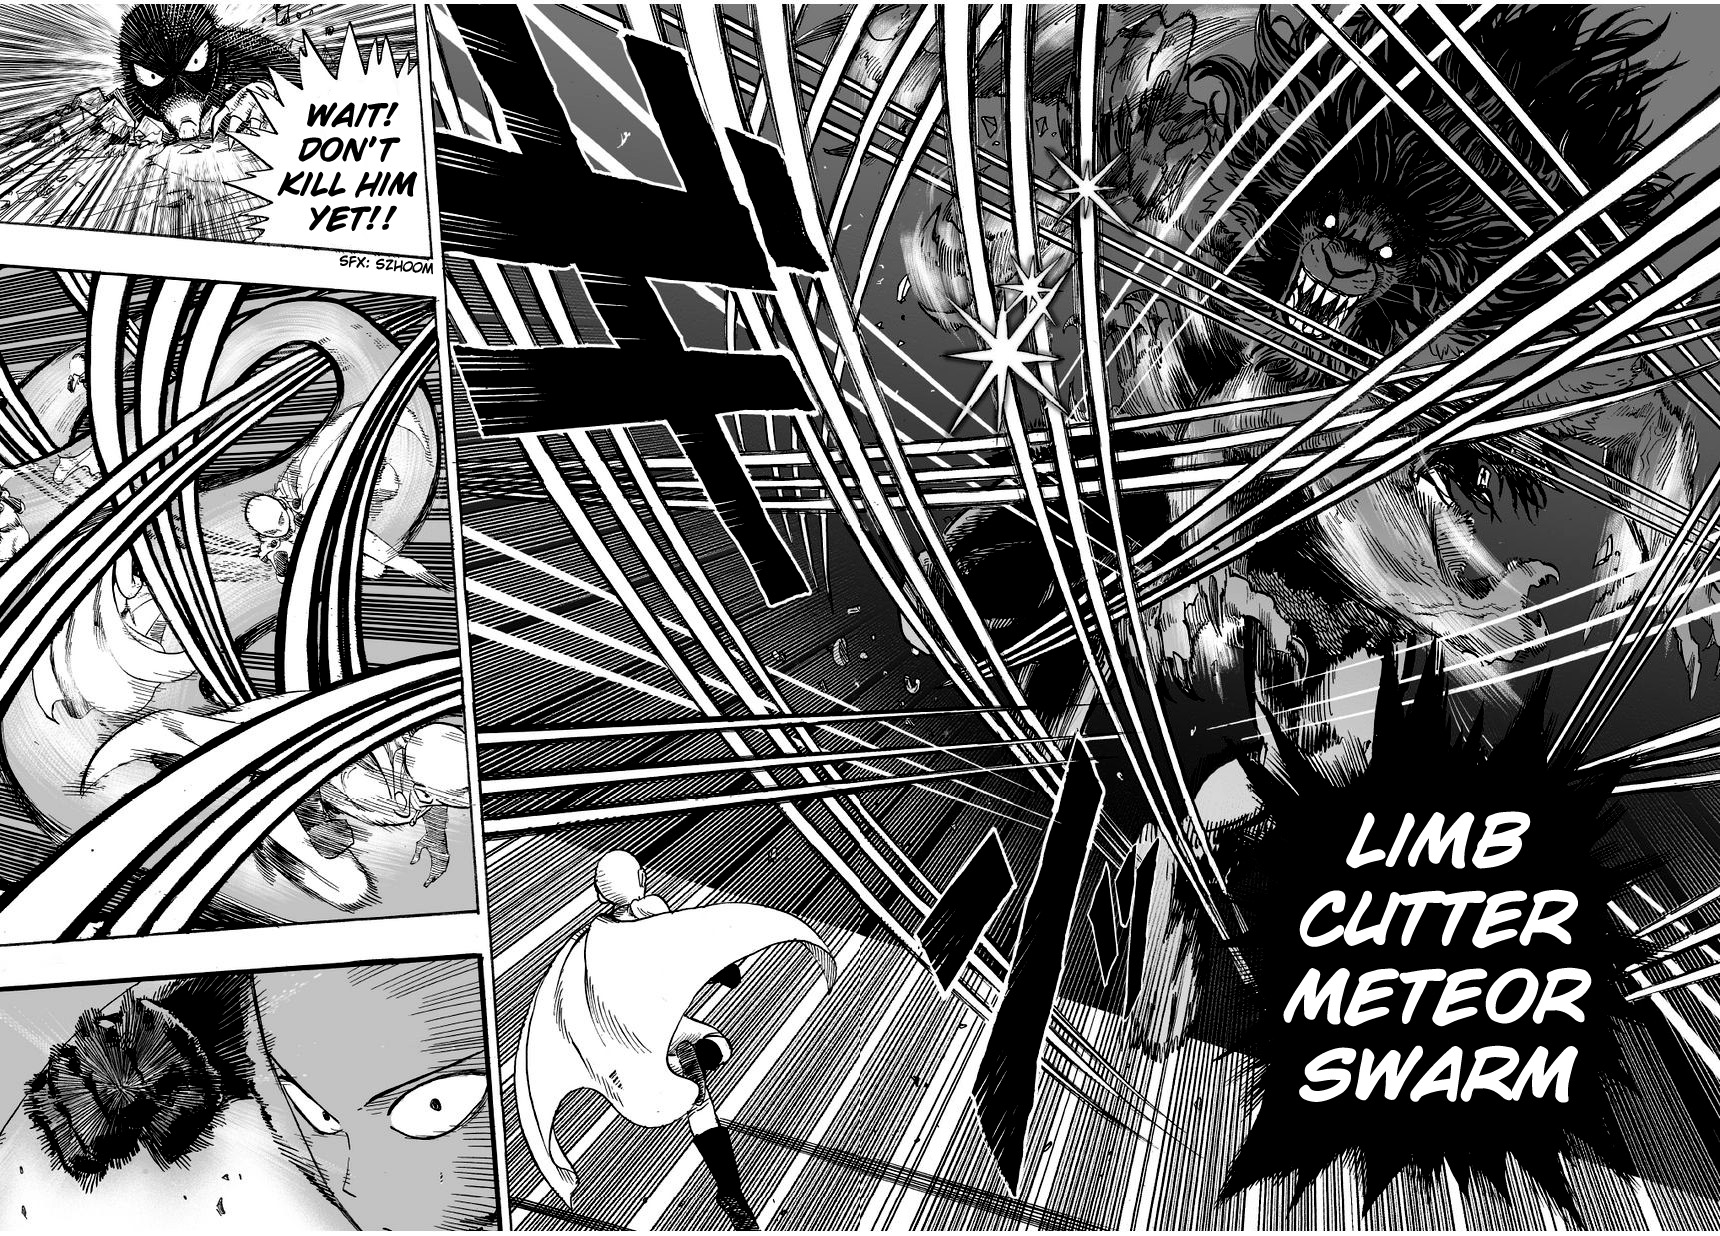 LIMB
CUTTER
METEOR
SWARM
WAIT!
DON'T
KILL HIM
YET!!
SFX: SZHOOM